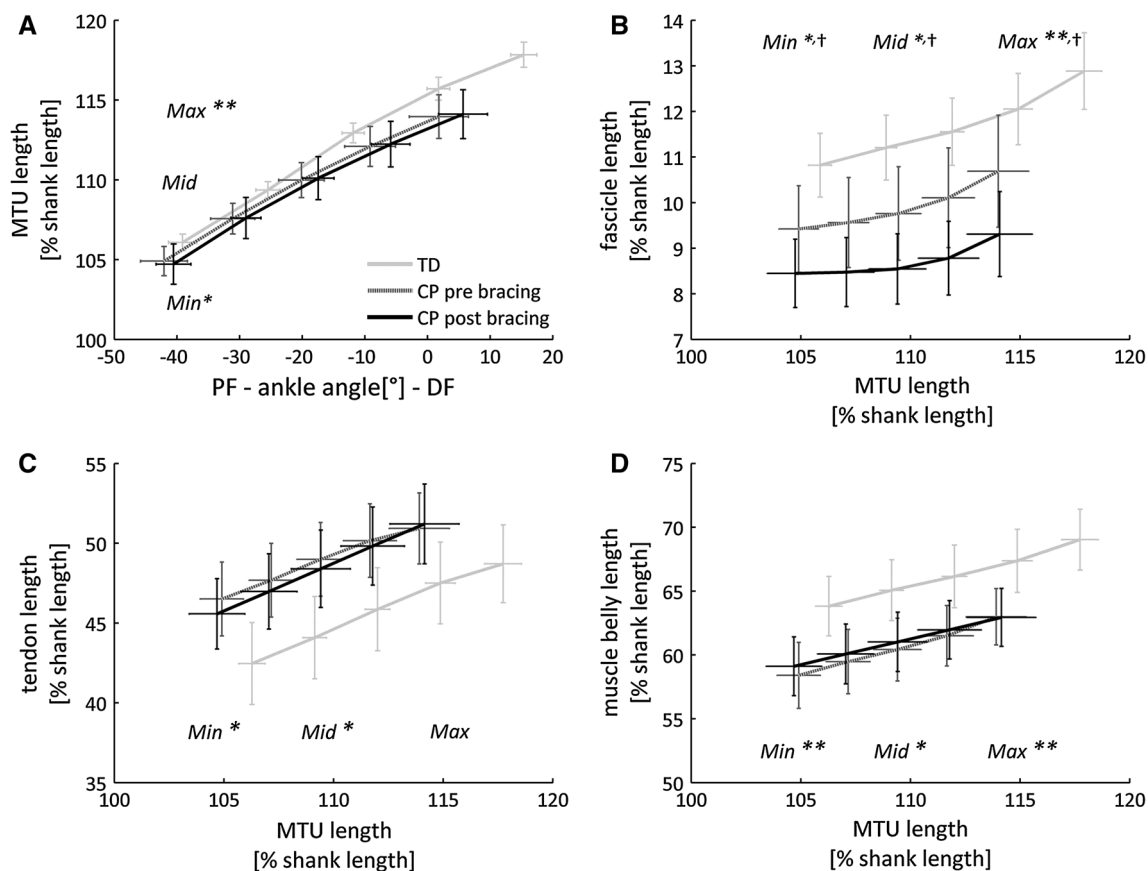 A
120
115
110
105
100
MTU length
[% shank length]
Max **
Mid
Min*
TD
CP pre bracing
CP post bracing
-50 -40 -30 -20 -10 0 10 20
PF - ankle angle[°] - DF
B
14
13
12
11
10
9
8
7
fascicle length
[% shank length]
Min *,† Mid *,† Max **,†
100 105 110 115 120
MTU length
[% shank length]
C
55
50
45
40
35
tendon length
[% shank length]
Min * Mid * Max
100 105 110 115 120
MTU length
[% shank length]
D
75
70
65
60
55
50
muscle belly length
[% shank length]
Min ** Mid * Max **
100 105 110 115 120
MTU length
[% shank length]